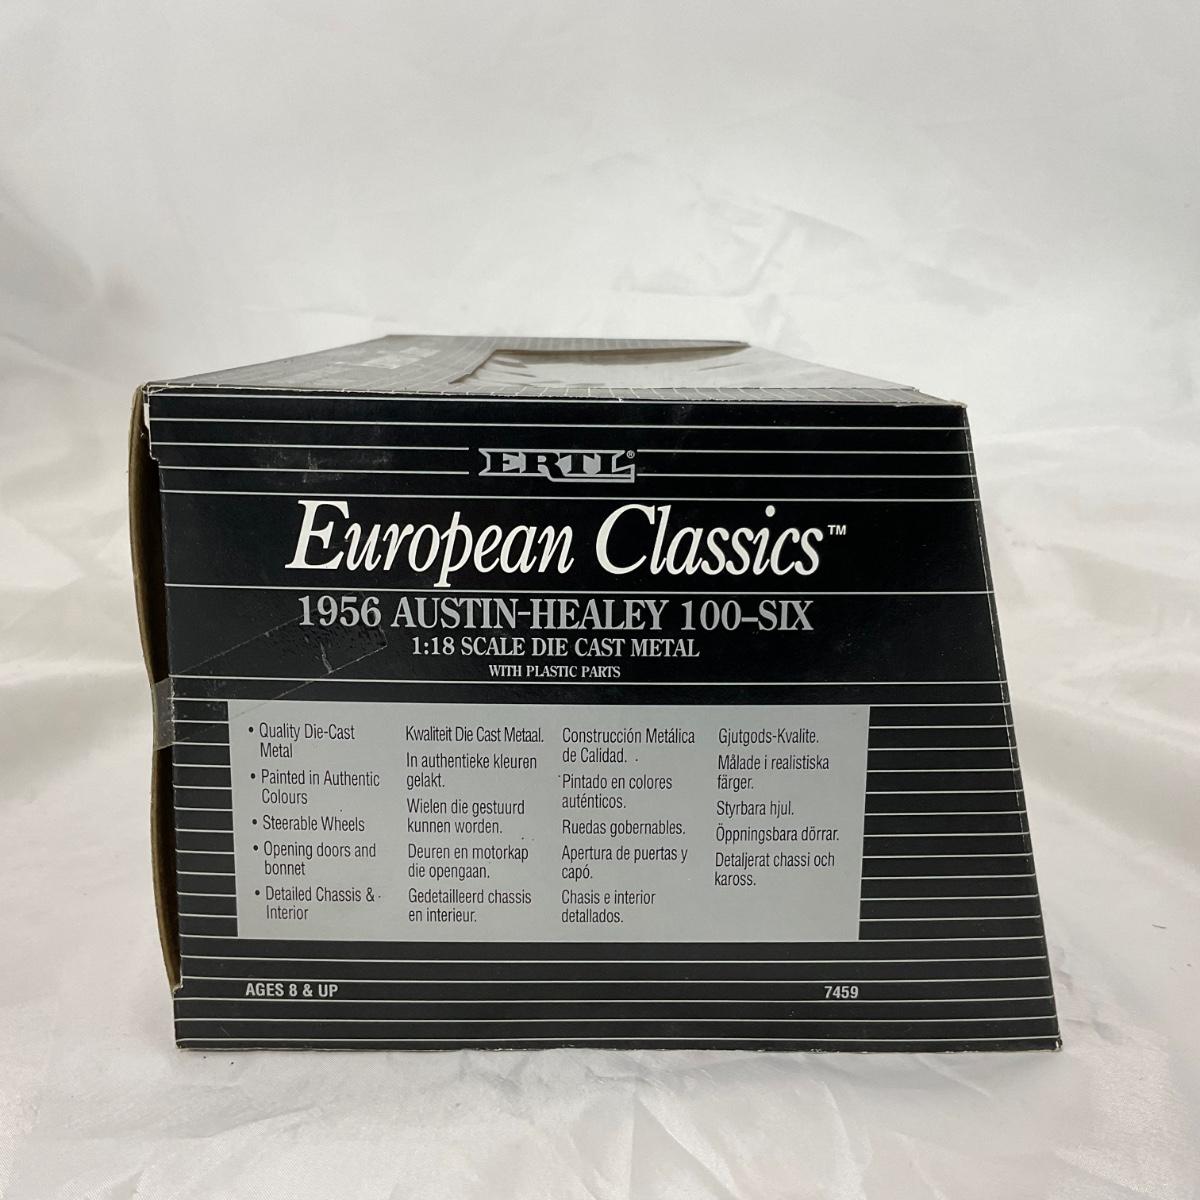 ERTL®
European Classics™
1956 AUSTIN-HEALEY 100-SIX
1:18 SCALE DIE CAST METAL
WITH PLASTIC PARTS
• Quality Die-Cast
Metal
• Painted in Authentic
Colours
• Steerable Wheels
• Opening doors and
bonnet
• Detailed Chassis &
Interior
Kwaliteit Die Cast Metaal.
In authentieke kleuren
gelakt.
Wielen die gestuurd
kunnen worden.
Deuren en motorkap
die opengaan.
Gedetailleerd chassis
en interieur.
Construcción Metálica
de Calidad.
Pintado en colores
auténticos.
Ruedas gobernables.
Apertura de puertas y
capó.
Chasis e interior
detallados.
Gjutgods-Kvalite.
Målade i realistiska
färger.
Styrbara hjul.
Öppningsbara dörrar.
Detaljerat chassi och
kaross.
AGES 8 & UP
7459